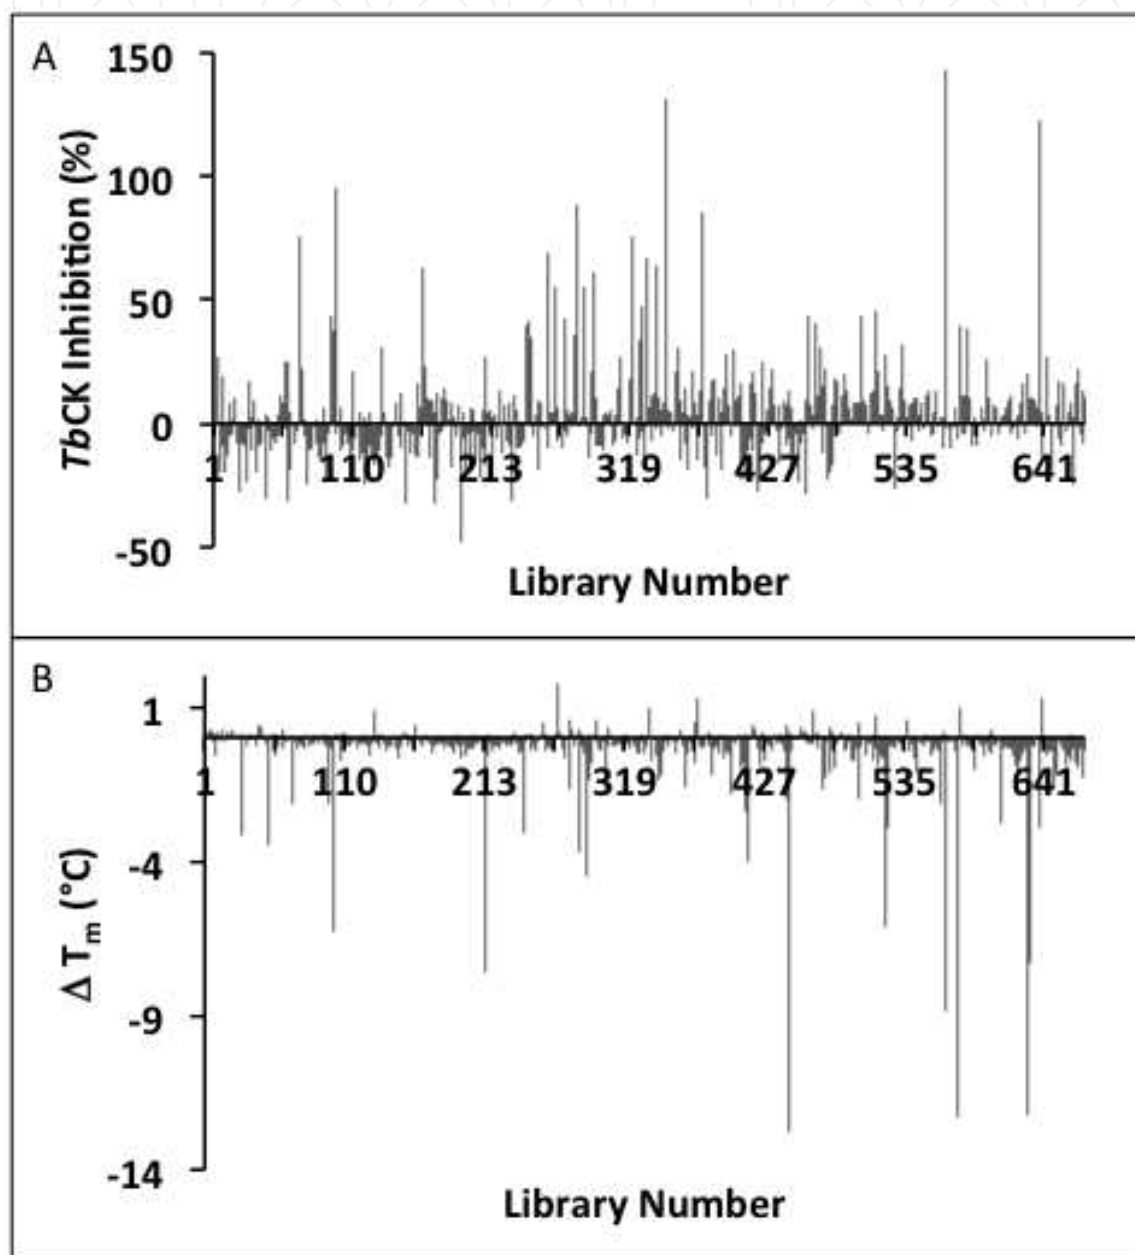 A
150
100
50
0
-50
TbCK Inhibition (%)
1 110 213 319 427 535 641
Library Number
B
1
-4
-9
-14
Δ Tm (°C)
1 110 213 319 427 535 641
Library Number